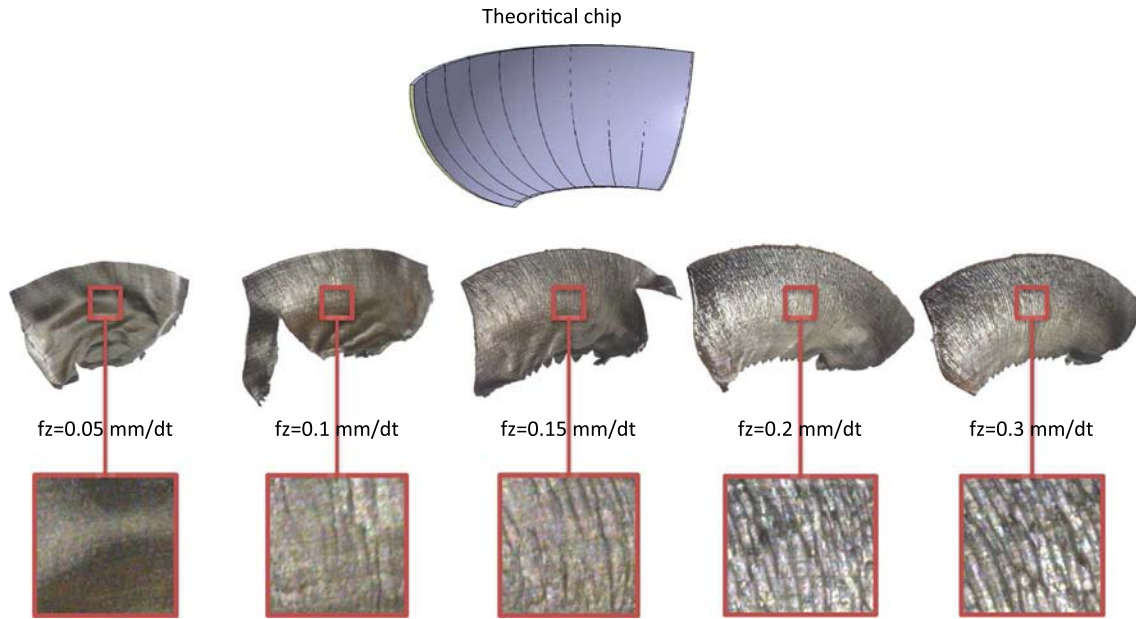 Theoritical chip
fz=0.05 mm/dt
fz=0.1 mm/dt
fz=0.15 mm/dt
fz=0.2 mm/dt
fz=0.3 mm/dt